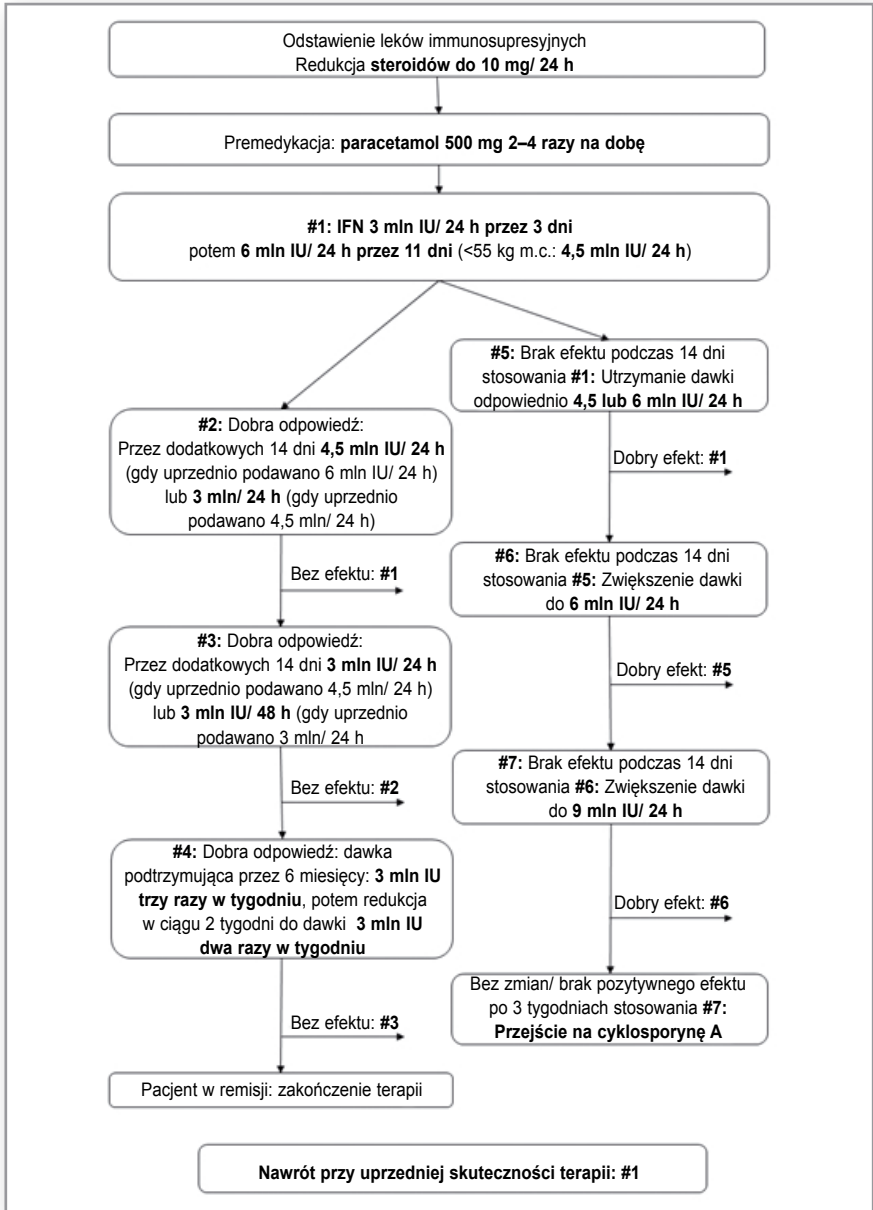 Odstawienie leków immunosupresyjnych
Redukcja steroidów do 10 mg/ 24 h
Premedykacja: paracetamol 500 mg 2–4 razy na dobę
#1: IFN 3 mln IU/ 24 h przez 3 dni
potem 6 mln IU/ 24 h przez 11 dni (<55 kg m.c.: 4,5 mln IU/ 24 h)
#2: Dobra odpowiedź:
Przez dodatkowych 14 dni 4,5 mln IU/ 24 h
(gdy uprzednio podawano 6 mln IU/ 24 h)
lub 3 mln/ 24 h (gdy uprzednio
podawano 4,5 mln/ 24 h)
Bez efektu: #1
#3: Dobra odpowiedź:
Przez dodatkowych 14 dni 3 mln IU/ 24 h
(gdy uprzednio podawano 4,5 mln/ 24 h)
lub 3 mln IU/ 48 h (gdy uprzednio
podawano 3 mln/ 24 h
Bez efektu: #2
#4: Dobra odpowiedź: dawka
podtrzymująca przez 6 miesięcy: 3 mln IU
trzy razy w tygodniu, potem redukcja
w ciągu 2 tygodni do dawki 3 mln IU
dwa razy w tygodniu
Bez efektu: #3
Pacjent w remisji: zakończenie terapii
#5: Brak efektu podczas 14 dni
stosowania #1: Utrzymanie dawki
odpowiednio 4,5 lub 6 mln IU/ 24 h
Dobry efekt: #1
#6: Brak efektu podczas 14 dni
stosowania #5: Zwiększenie dawki
do 6 mln IU/ 24 h
Dobry efekt: #5
#7: Brak efektu podczas 14 dni
stosowania #6: Zwiększenie dawki
do 9 mln IU/ 24 h
Dobry efekt: #6
Bez zmian/ brak pozytywnego efektu
po 3 tygodniach stosowania #7:
Przejście na cyklosporynę A
Nawrót przy uprzedniej skuteczności terapii: #1